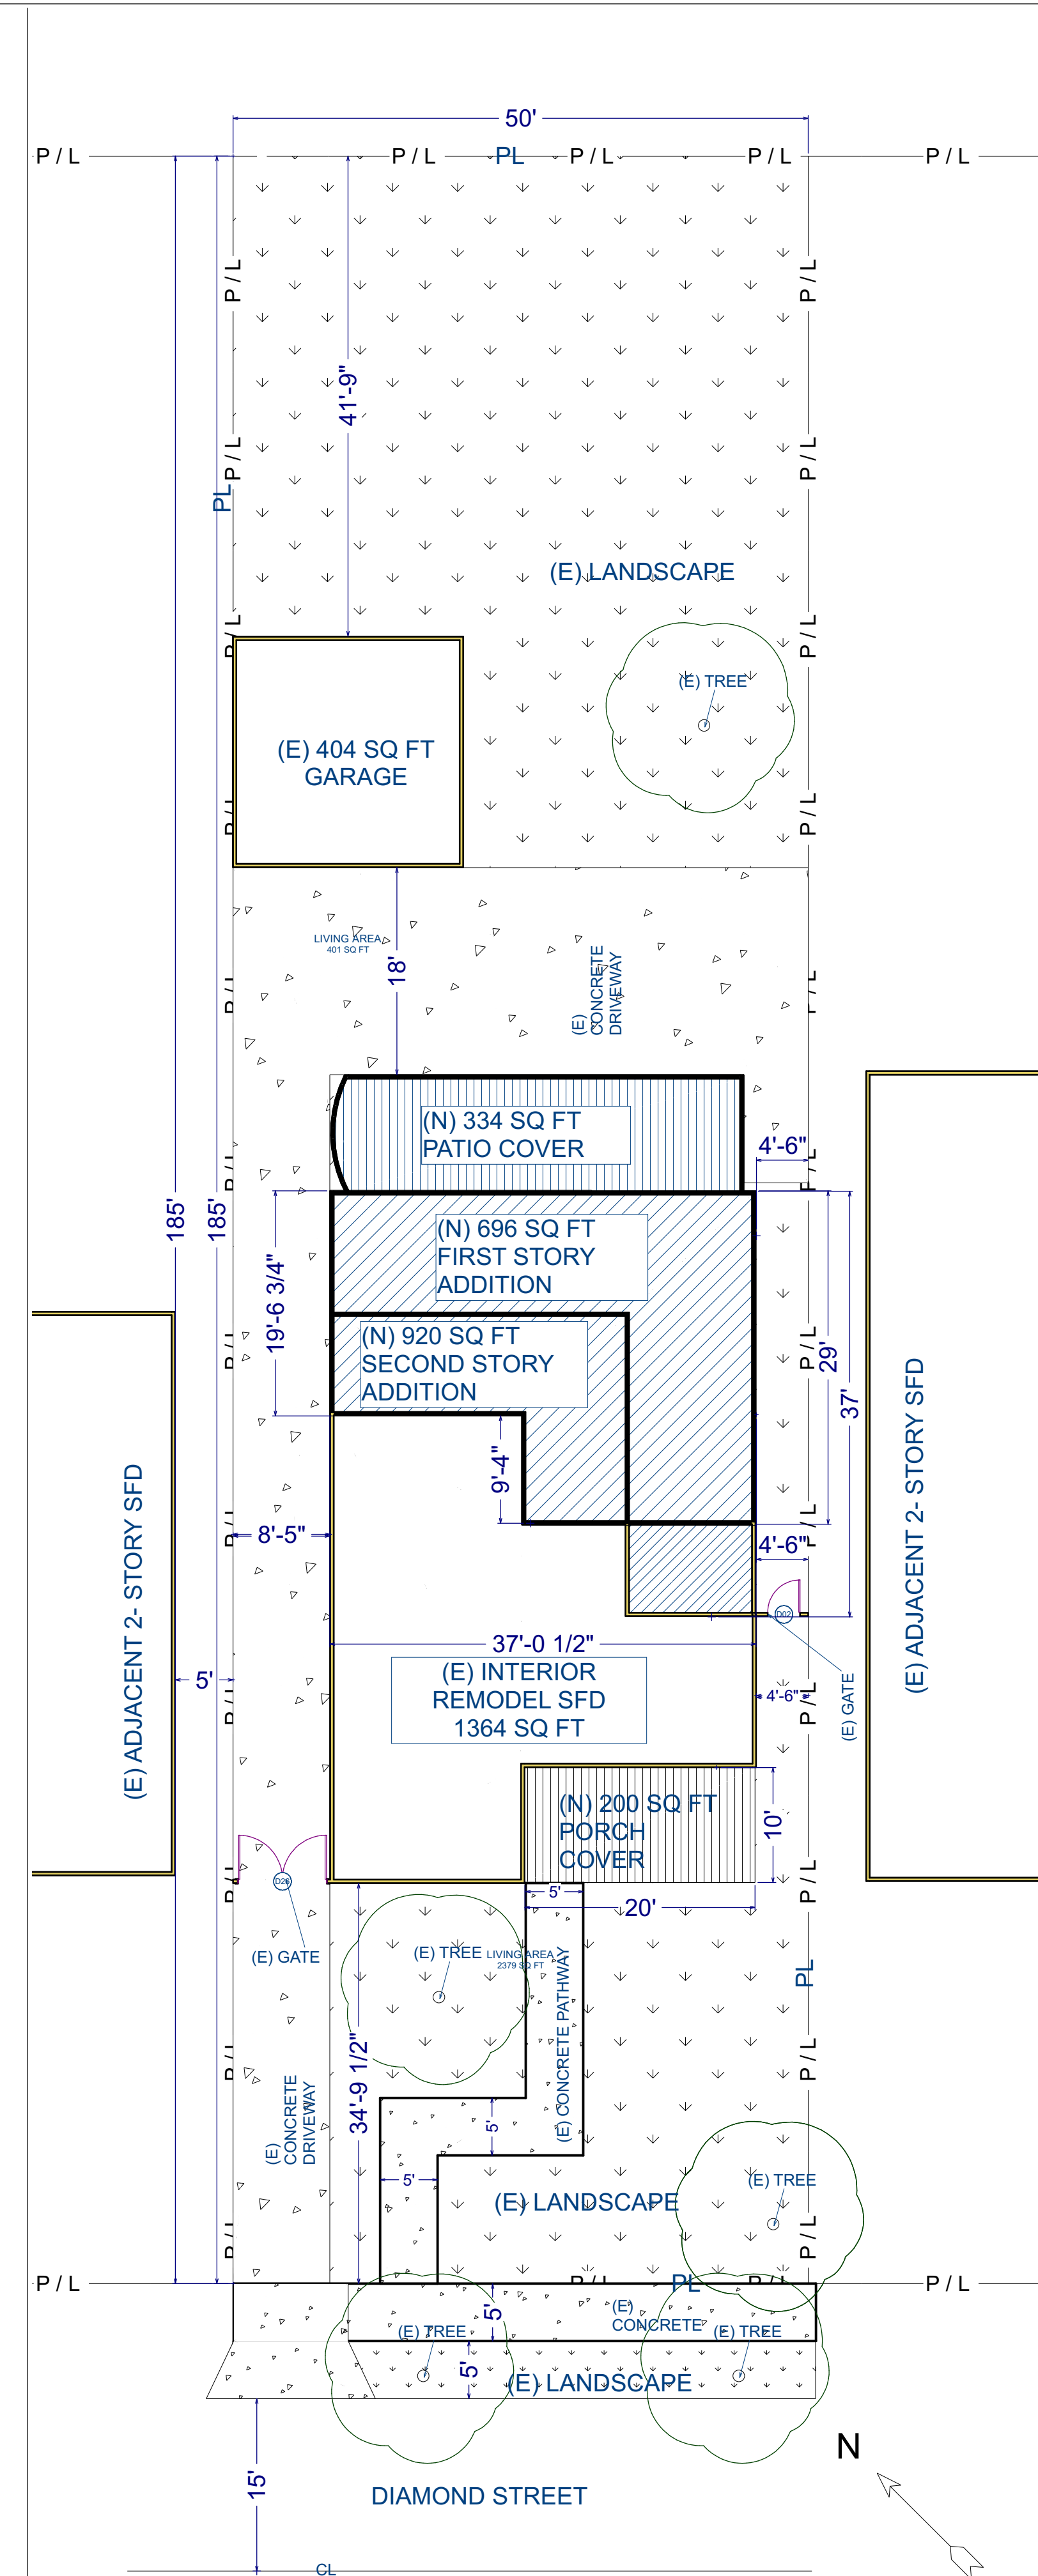 50'
P / L
P / L
PL
P / L
P / L
P / L
P / L
P / L
41'-9"
P / L
P / L
PL
(E) LANDSCAPE
P / L
P / L
(E) TREE
(E) 404 SQ FT
GARAGE
P / L
P / L
LIVING AREA
401 SQ FT
18'
(E)
CONCRETE
DRIVEWAY
P / L
P / L
(N) 334 SQ FT
PATIO COVER
4'-6"
P / L
P / L
185'
185'
19'-6 3/4"
(N) 696 SQ FT
FIRST STORY
ADDITION
(N) 920 SQ FT
SECOND STORY
ADDITION
P / L
P / L
29'
37'
9'-4"
8'-5"
P / L
P / L
4'-6"
(E) ADJACENT 2- STORY SFD
(E) ADJACENT 2- STORY SFD
D02
37'-0 1/2"
(E) INTERIOR
REMODEL SFD
1364 SQ FT
5'
4'-6"
P / L
P / L
(E) GATE
(N) 200 SQ FT
PORCH
COVER
10'
D26
P / L
P / L
5'
20'
(E) GATE
(E) TREE
LIVING AREA
2379 SQ FT
PL
(E) CONCRETE PATHWAY
34'-9 1/2"
P / L
P / L
(E)
CONCRETE
DRIVEWAY
5'
5'
(E) TREE
(E) LANDSCAPE
P / L
P / L
P / L
P / L
PL
P / L
P / L
5'
(E)
CONCRETE
(E) TREE
(E) TREE
5'
(E) LANDSCAPE
N
15'
DIAMOND STREET
CL